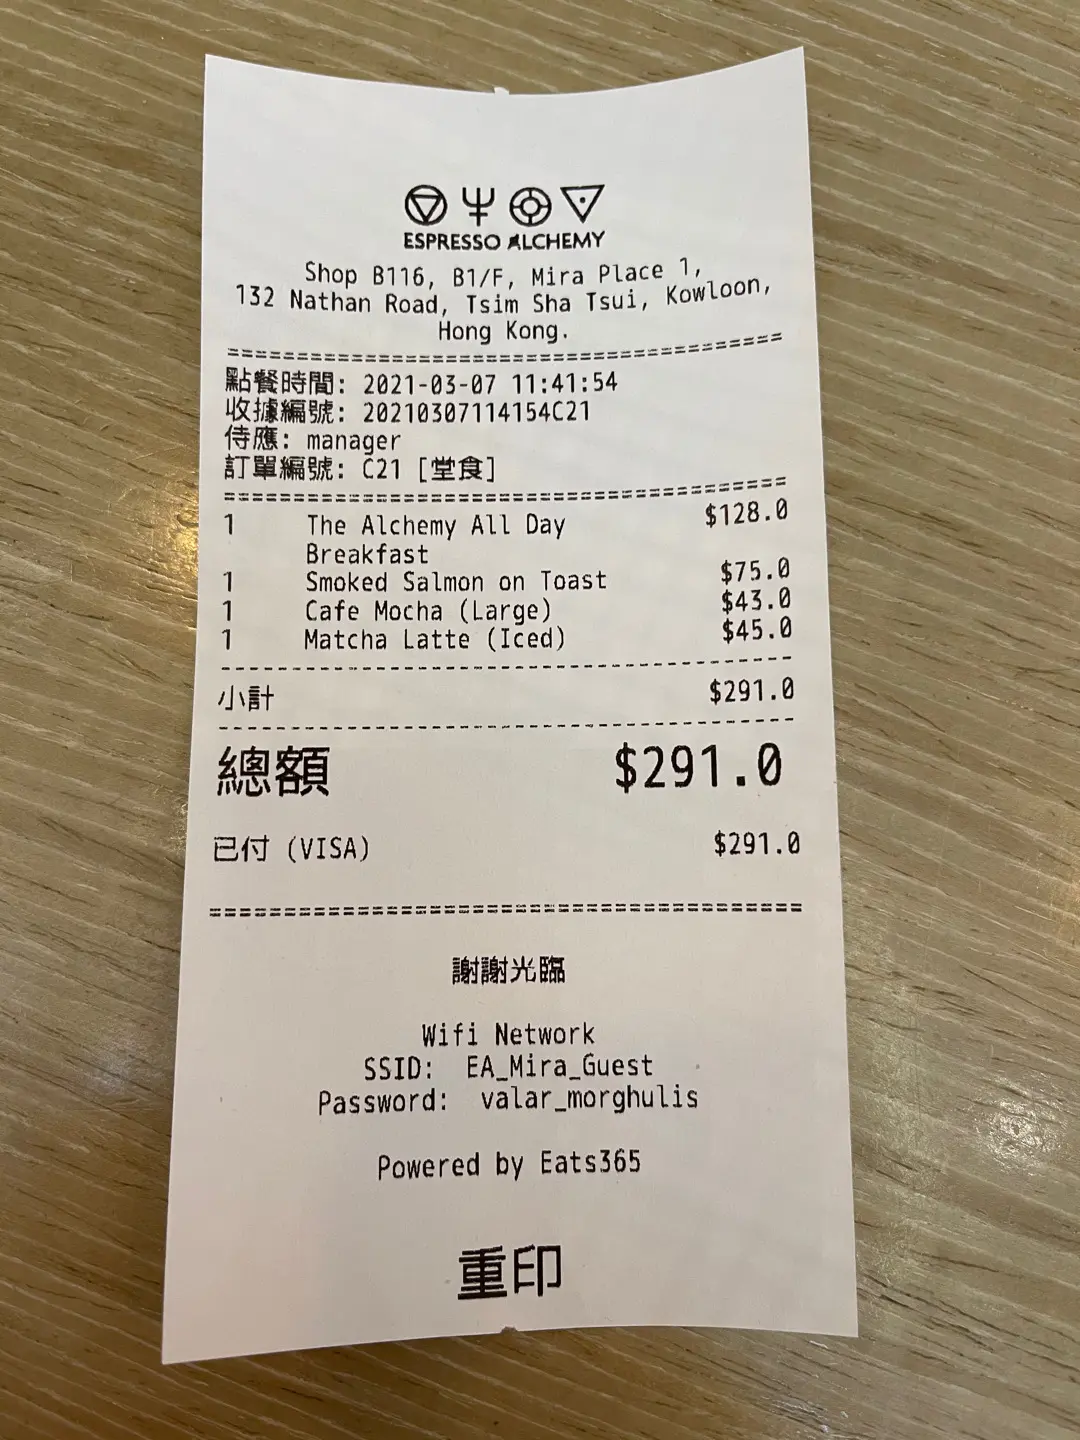 ESPRESSO ALCHEMY
Shop B116, B1/F, Mira Place 1,
132 Nathan Road, Tsim Sha Tsui, Kowloon,
Hong Kong.
========================================
點餐時間: 2021-03-07 11:41:54
收據編號: 20210307114154C21
侍應: manager
訂單編號: C21 [堂食]
========================================
1 The Alchemy All Day $128.0
Breakfast
1 Smoked Salmon on Toast $75.0
1 Cafe Mocha (Large) $43.0
1 Matcha Latte (Iced) $45.0
----------------------------------------
小計 $291.0
----------------------------------------
總額 $291.0
已付 (VISA) $291.0
========================================
謝謝光臨
Wifi Network
SSID: EA_Mira_Guest
Password: valar_morghulis
Powered by Eats365
重印